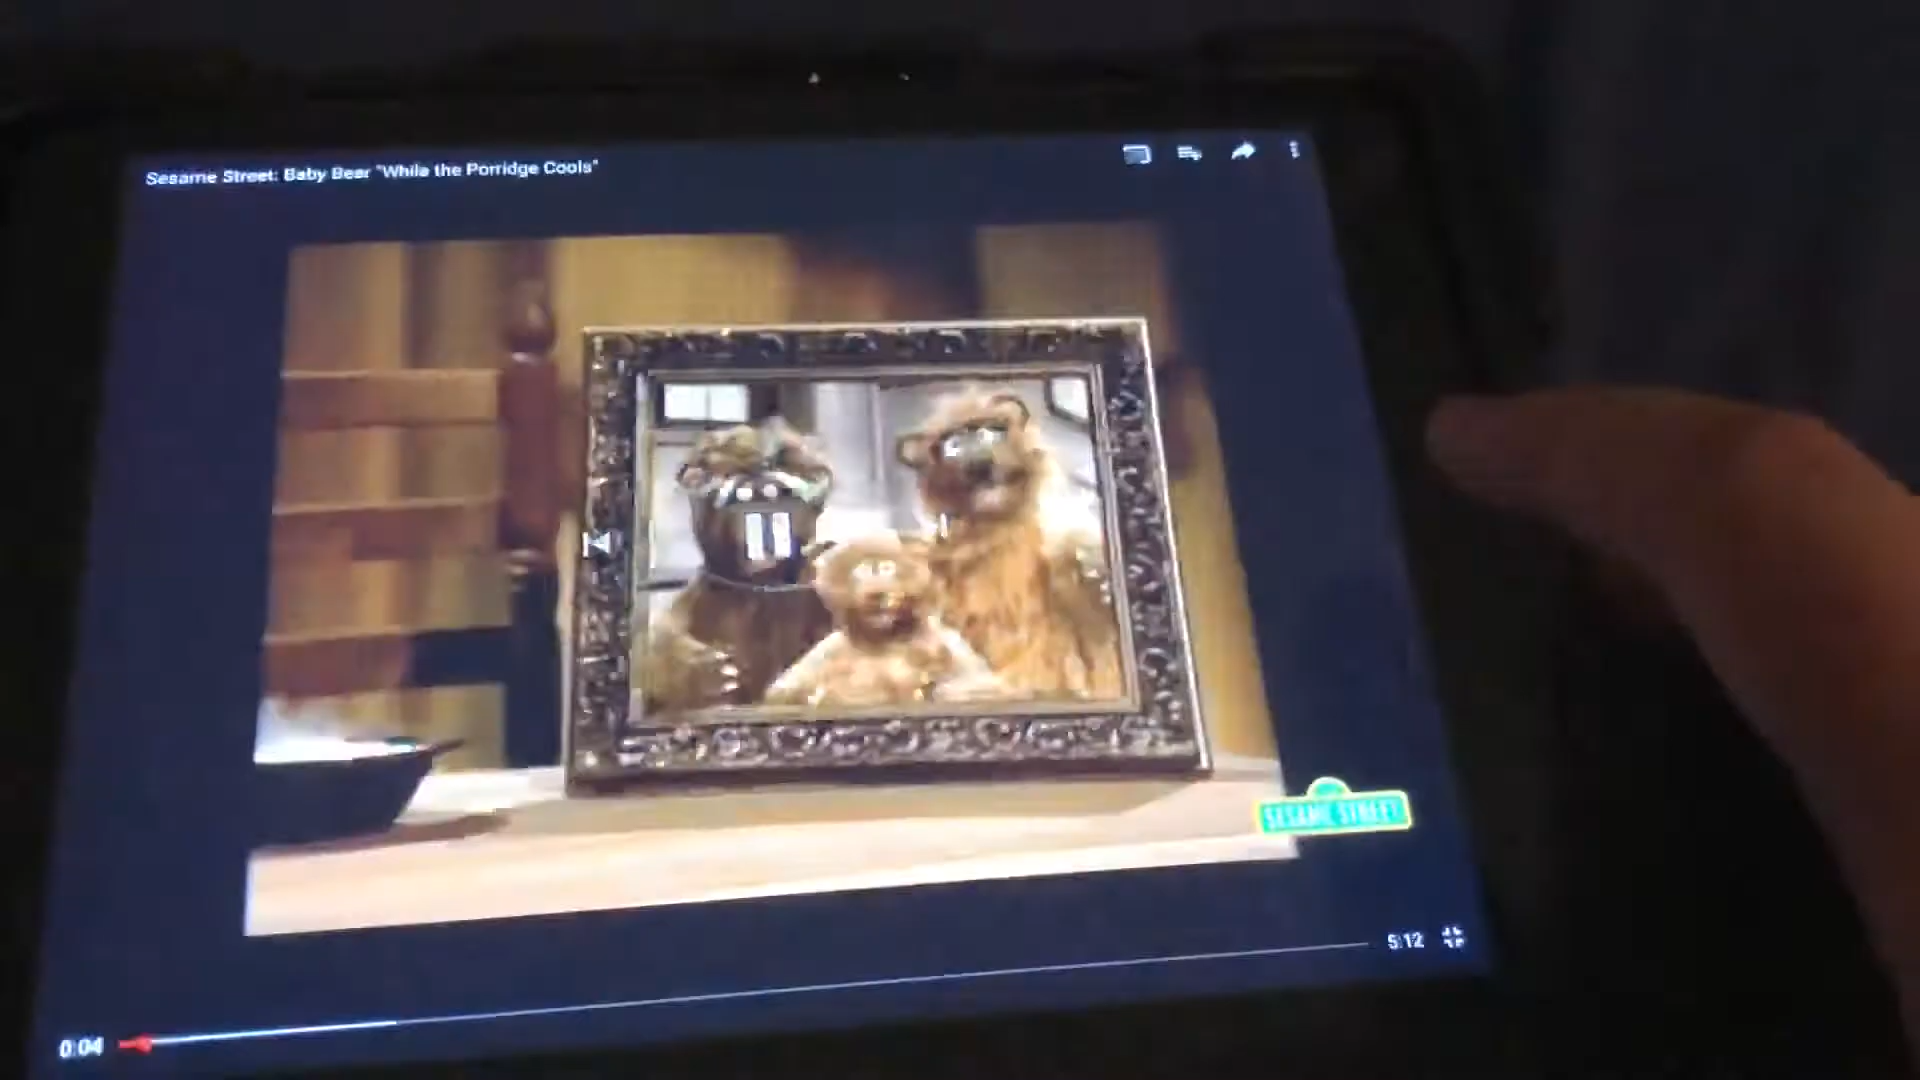 Sesame Street: Baby Bear "While the Porridge Cools"
SESAME STREET
5:12
0:04